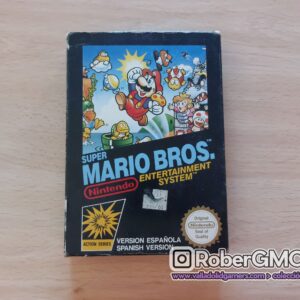 SUPER
MARIO BROS.
Nintendo
ENTERTAINMENT
SYSTEM
ACTION SERIES
VERSION ESPAÑOLA
SPANISH VERSION
Original
Nintendo
Seal of
Quality
@RoberGMC
www.valladolidgamers.com